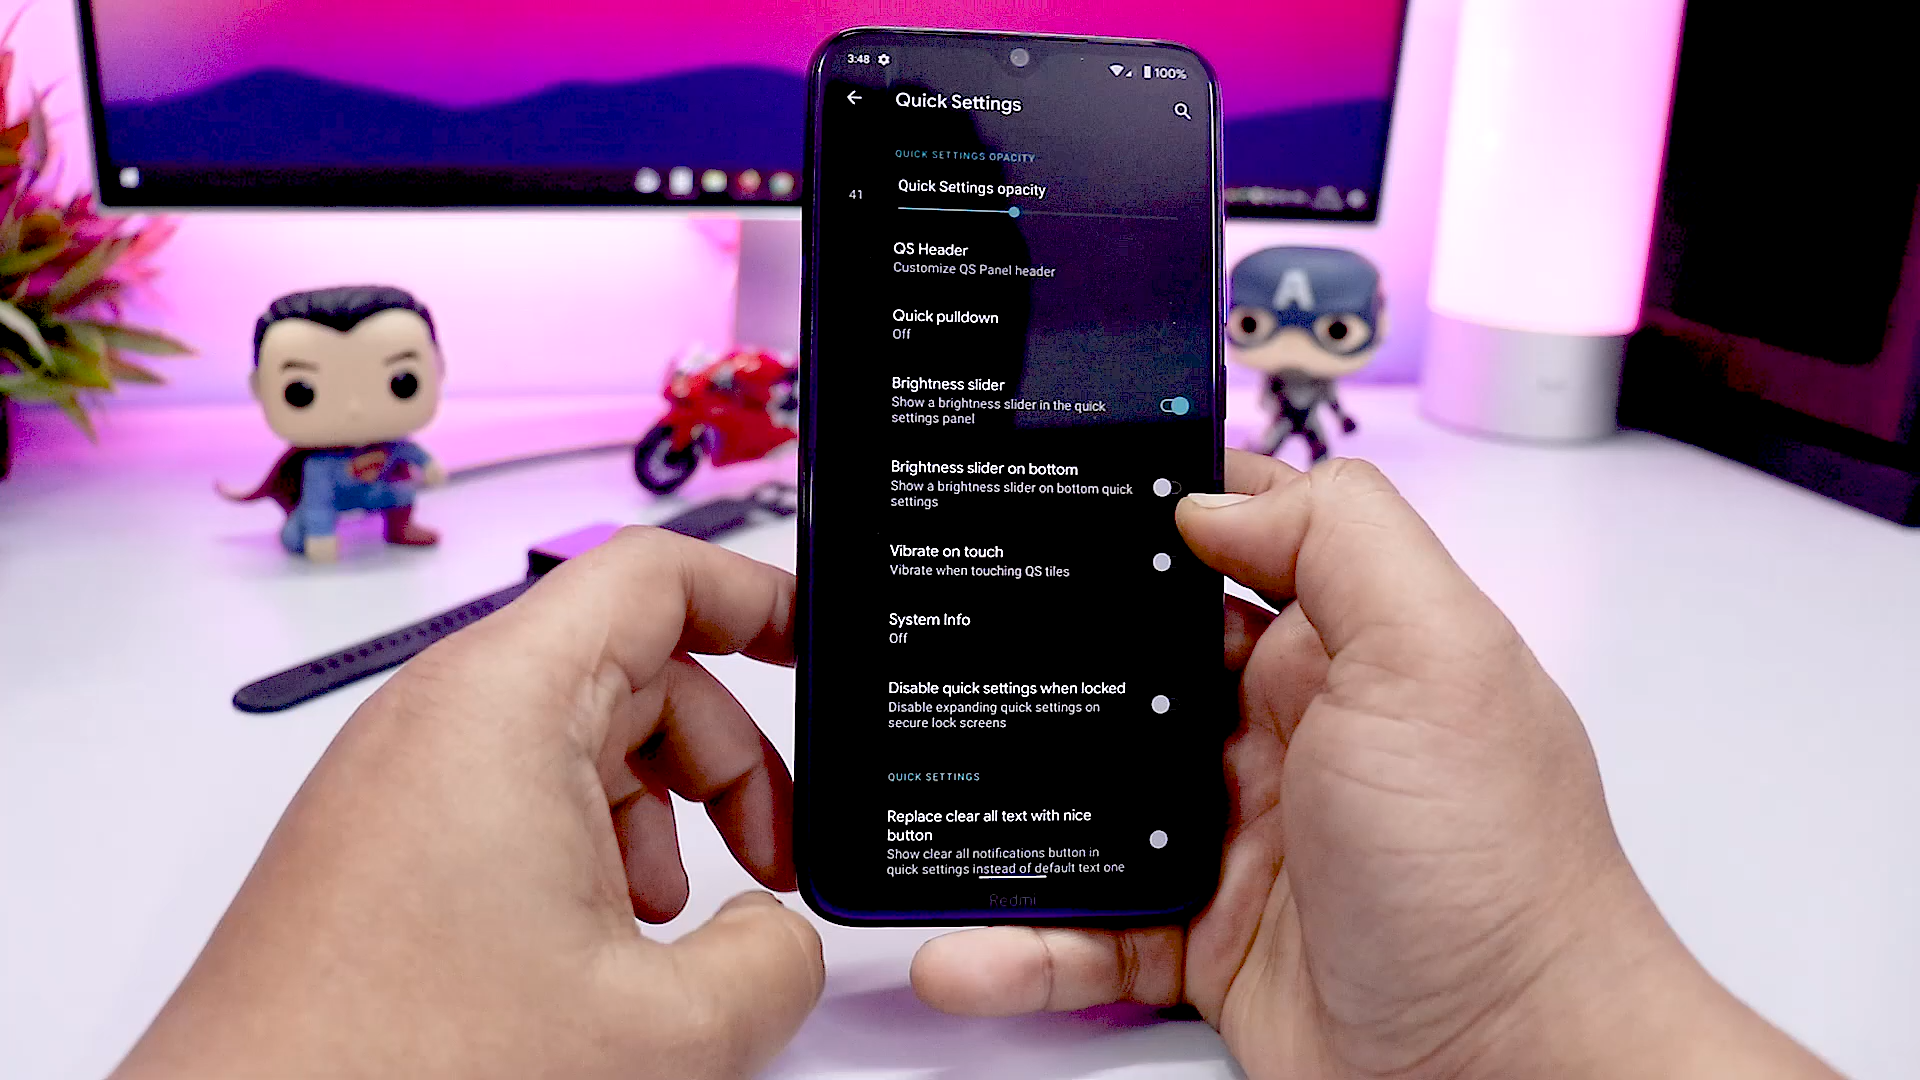 3:48
100%
Quick Settings
QUICK SETTINGS OPACITY
41
Quick Settings opacity
QS Header
Customize QS Panel header
Quick pulldown
Off
Brightness slider
Show a brightness slider in the quick
settings panel
Brightness slider on bottom
Show a brightness slider on bottom quick
settings
Vibrate on touch
Vibrate when touching QS tiles
System Info
Off
Disable quick settings when locked
Disable expanding quick settings on
secure lock screens
QUICK SETTINGS
Replace clear all text with nice
button
Show clear all notifications button in
quick settings instead of default text one
Redmi
A